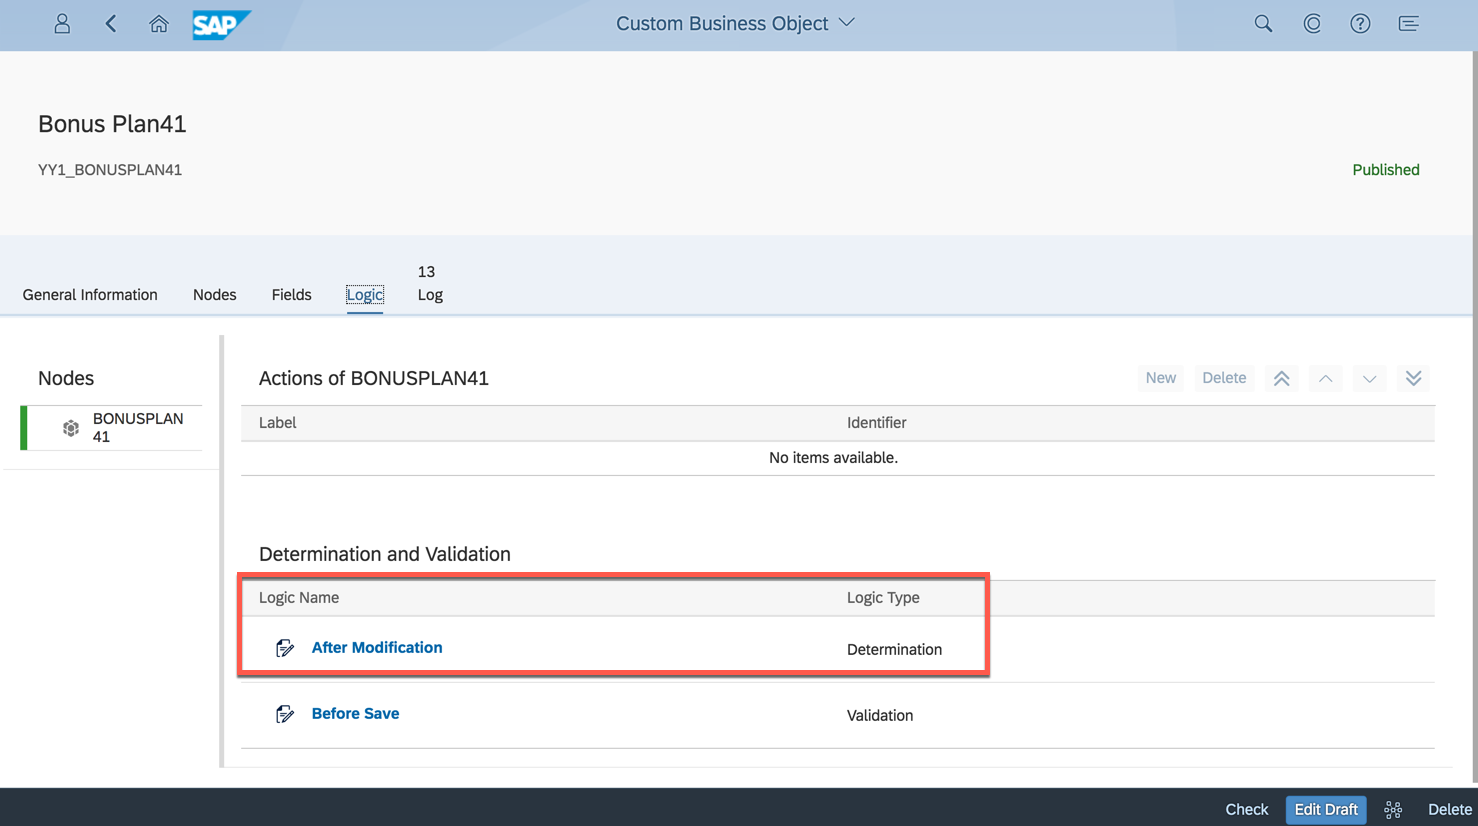 SAP Custom Business Object
Bonus Plan41
YY1_BONUSPLAN41 Published
13
General Information Nodes Fields Logic Log
Nodes
BONUSPLAN
41
Actions of BONUSPLAN41 New Delete
Label Identifier
No items available.
Determination and Validation
Logic Name Logic Type
After Modification Determination
Before Save Validation
Check Edit Draft Delete